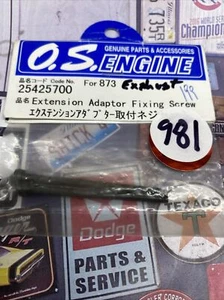 GENUINE PARTS & ACCESSORIES
O.S. ENGINE
品名コード Code No. For 873 Exhaust
25425700
品名 Extension Adaptor Fixing Screw
エクステンションアダプター取付ネジ
981
TEXACO
Dodge
PARTS &
SERVICE